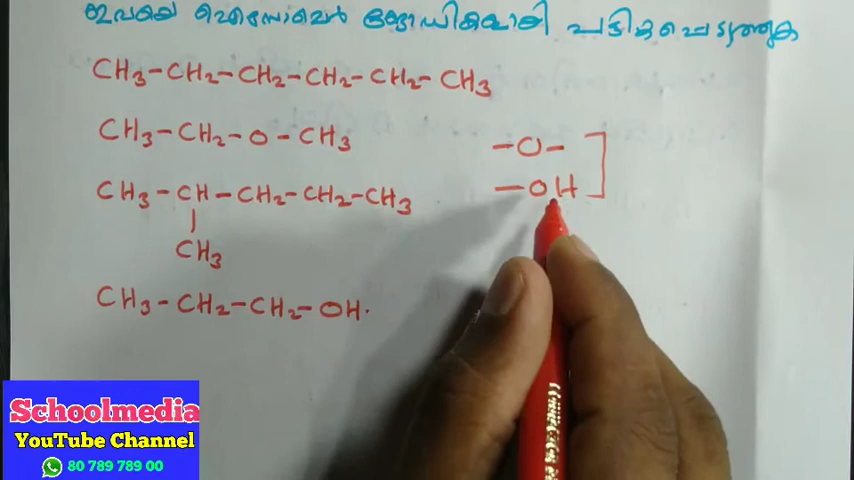 ഇവയെ ഐസോമെർ ജോഡികളായി പട്ടികപ്പെടുത്തുക
CH3-CH2-CH2-CH2-CH2-CH3
CH3-CH2-O-CH3
-O-
-OH
CH3-CH-CH2-CH2-CH3
|
CH3
CH3-CH2-CH2-OH.
Schoolmedia
YouTube Channel
80 789 789 00